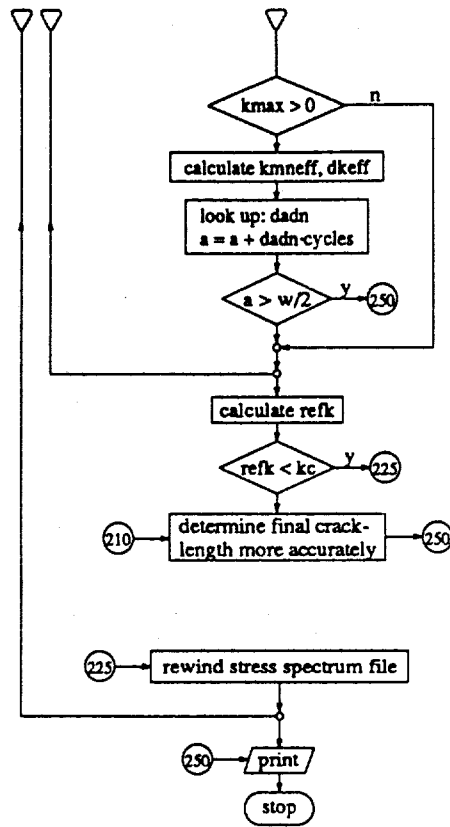 kmax > 0
n
calculate kmneff, dkeff
look up: dadn
a = a + dadn·cycles
a > w/2
y
250
calculate refk
refk < kc
y
225
210
determine final crack-
length more accurately
250
225
rewind stress spectrum file
250
print
stop